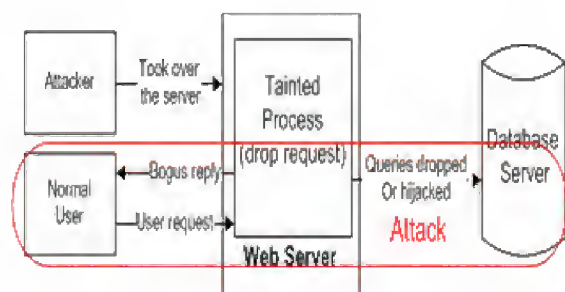 Attacker
Took over
the server
Tainted
Process
(drop request)
Database
Server
Normal
User
Bogus reply
User request
Queries dropped
Or hijacked
Attack
Web Server